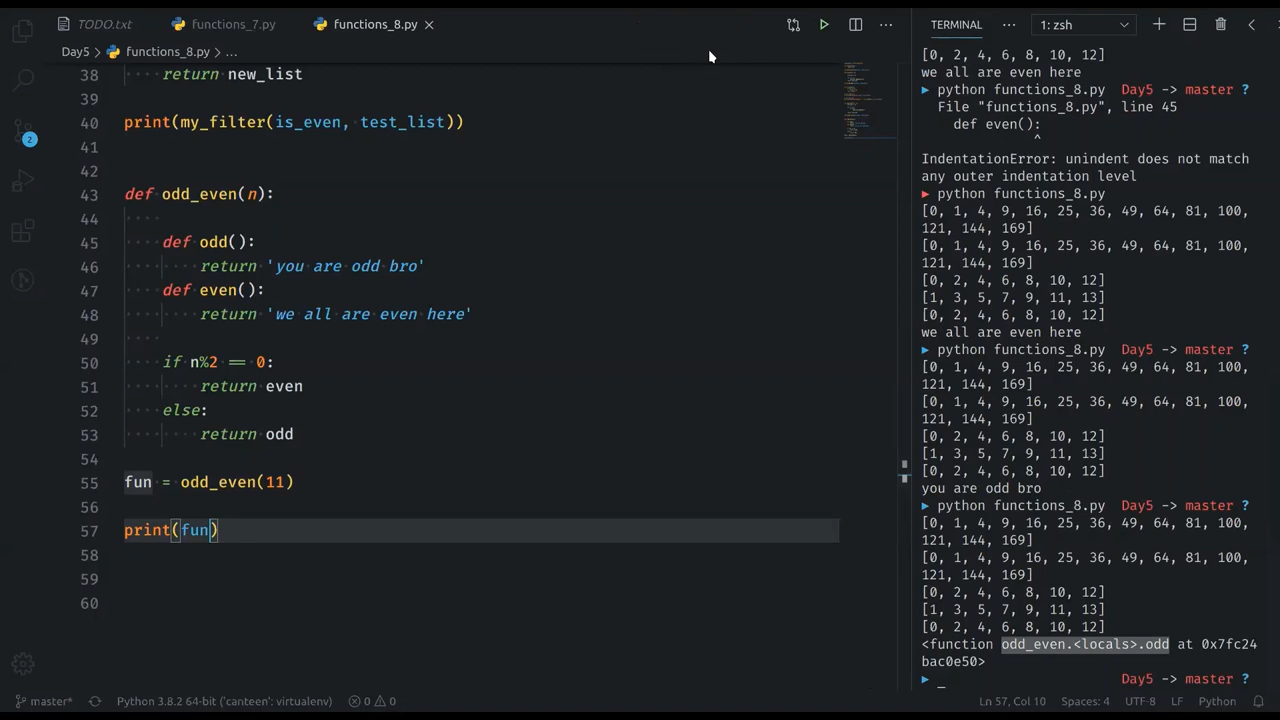 TODO.txt
functions_7.py
functions_8.py
Day5 > functions_8.py > ...
38 return new_list
39
40 print(my_filter(is_even, test_list))
41
42
43 def odd_even(n):
44
45 def odd():
46 return 'you are odd bro'
47 def even():
48 return 'we all are even here'
49
50 if n%2 == 0:
51 return even
52 else:
53 return odd
54
55 fun = odd_even(11)
56
57 print(fun)
58
59
60
TERMINAL
1: zsh
[0, 2, 4, 6, 8, 10, 12]
we all are even here
python functions_8.py Day5 -> master ?
File "functions_8.py", line 45
def even():
^
IndentationError: unindent does not match
any outer indentation level
python functions_8.py
[0, 1, 4, 9, 16, 25, 36, 49, 64, 81, 100,
121, 144, 169]
[0, 1, 4, 9, 16, 25, 36, 49, 64, 81, 100,
121, 144, 169]
[0, 2, 4, 6, 8, 10, 12]
[1, 3, 5, 7, 9, 11, 13]
[0, 2, 4, 6, 8, 10, 12]
we all are even here
python functions_8.py Day5 -> master ?
[0, 1, 4, 9, 16, 25, 36, 49, 64, 81, 100,
121, 144, 169]
[0, 1, 4, 9, 16, 25, 36, 49, 64, 81, 100,
121, 144, 169]
[0, 2, 4, 6, 8, 10, 12]
[1, 3, 5, 7, 9, 11, 13]
[0, 2, 4, 6, 8, 10, 12]
you are odd bro
python functions_8.py Day5 -> master ?
[0, 1, 4, 9, 16, 25, 36, 49, 64, 81, 100,
121, 144, 169]
[0, 1, 4, 9, 16, 25, 36, 49, 64, 81, 100,
121, 144, 169]
[0, 2, 4, 6, 8, 10, 12]
[1, 3, 5, 7, 9, 11, 13]
[0, 2, 4, 6, 8, 10, 12]
<function odd_even.<locals>.odd at 0x7fc24
bac0e50>
Day5 -> master ?
2
master*
Python 3.8.2 64-bit ('canteen': virtualenv)
0 0
Ln 57, Col 10
Spaces: 4
UTF-8
LF
Python